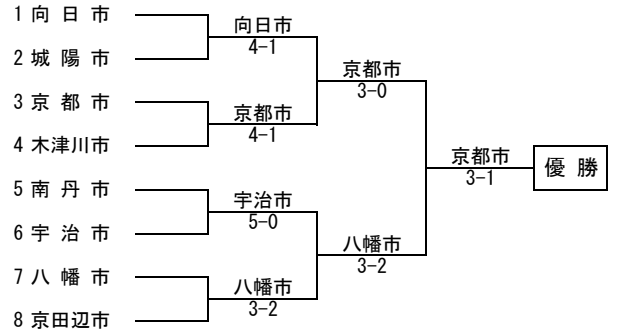 1 向 日 市
向日市
4-1
2 城 陽 市
京都市
3-0
3 京 都 市
京都市
4-1
4 木津川市
京都市
3-1
優 勝
5 南 丹 市
宇治市
5-0
6 宇 治 市
八幡市
3-2
7 八 幡 市
八幡市
3-2
8 京田辺市